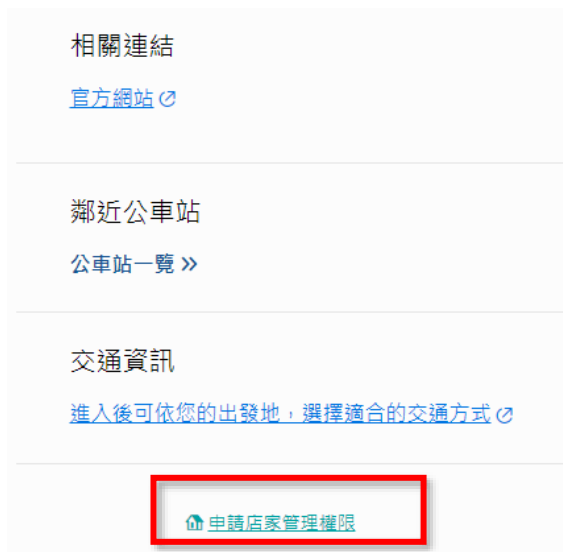 相關連結
官方網站
鄰近公車站
公車站一覽 »
交通資訊
進入後可依您的出發地，選擇適合的交通方式
申請店家管理權限